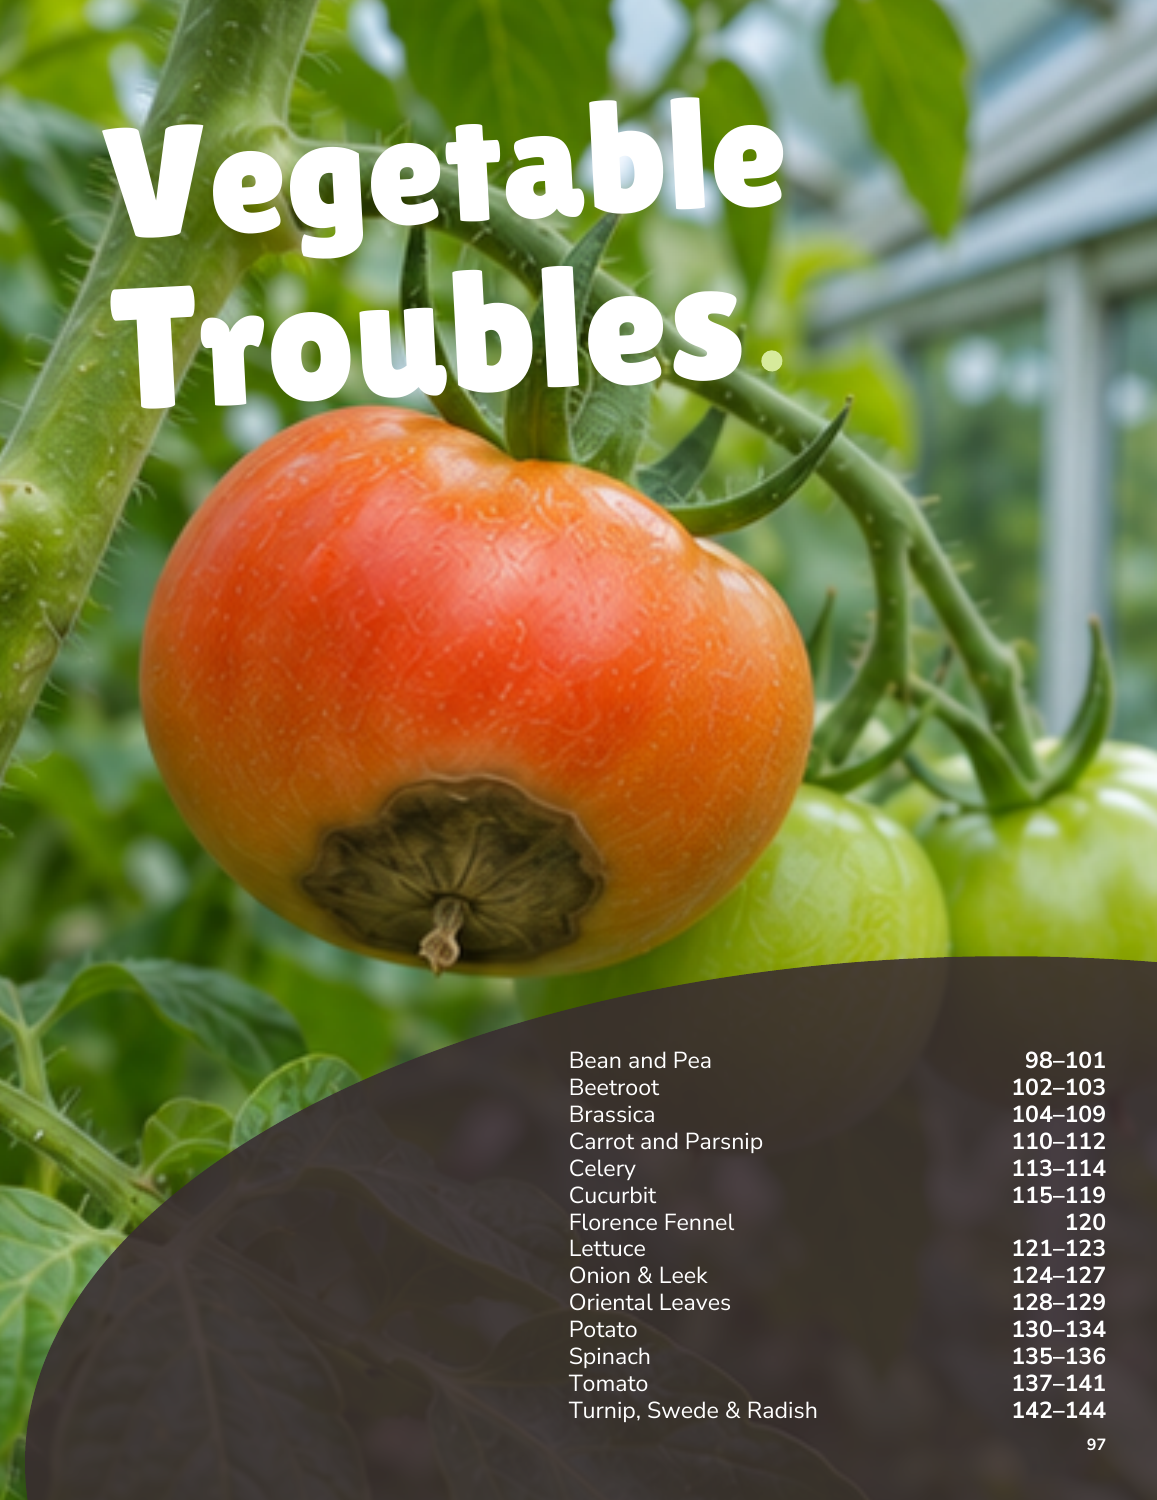 Vegetable
Troubles.
Bean and Pea 98–101
Beetroot 102–103
Brassica 104–109
Carrot and Parsnip 110–112
Celery 113–114
Cucurbit 115–119
Florence Fennel 120
Lettuce 121–123
Onion & Leek 124–127
Oriental Leaves 128–129
Potato 130–134
Spinach 135–136
Tomato 137–141
Turnip, Swede & Radish 142–144
97